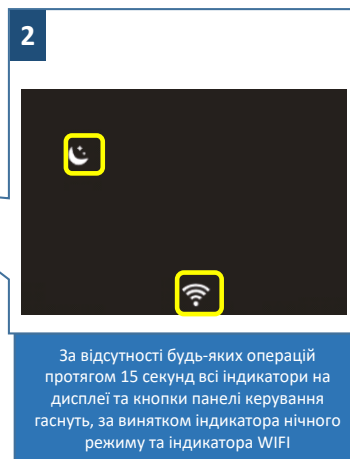 2
За відсутності будь-яких операцій
протягом 15 секунд всі індикатори на
дисплеї та кнопки панелі керування
гаснуть, за винятком індикатора нічного
режиму та індикатора WIFI